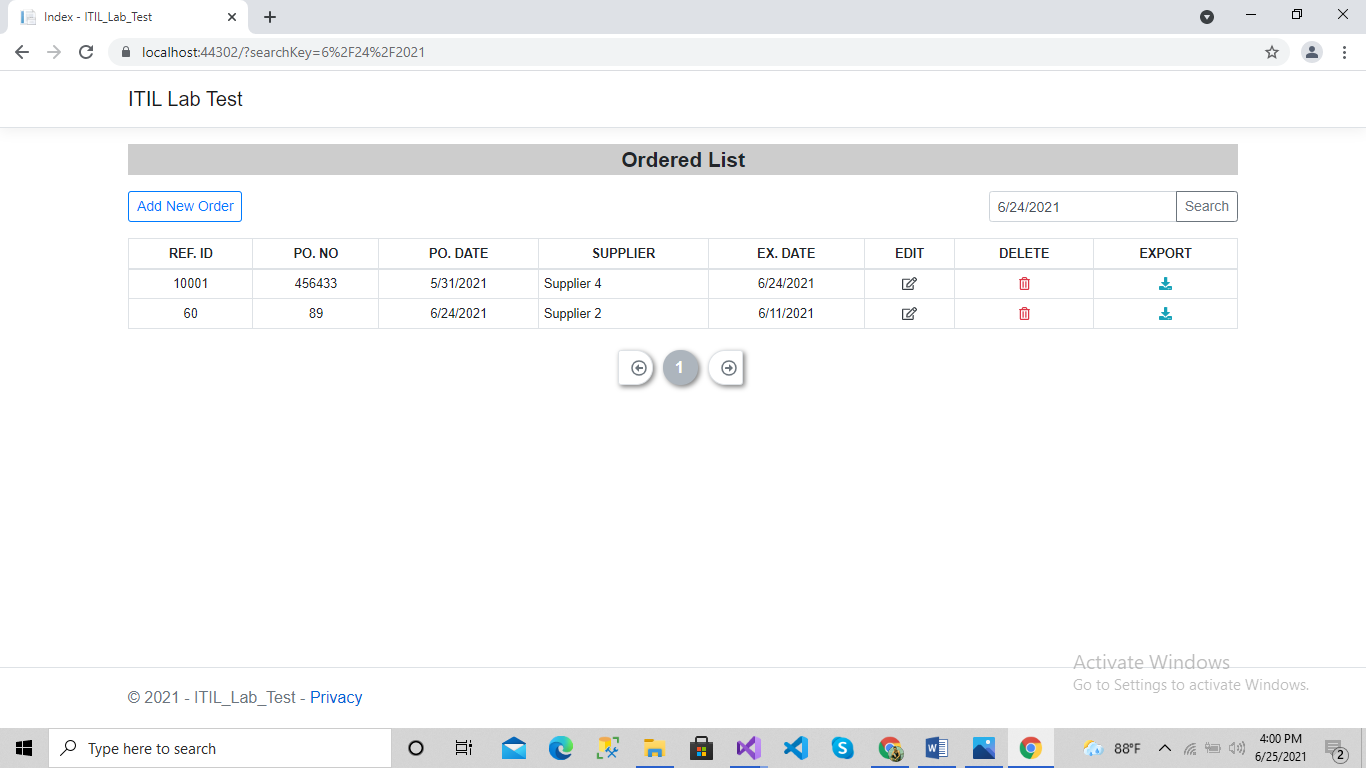 Index - ITIL_Lab_Test
localhost:44302/?searchKey=6%2F24%2F2021
ITIL Lab Test
Ordered List
Add New Order 6/24/2021 Search
REF. ID PO. NO PO. DATE SUPPLIER EX. DATE EDIT DELETE EXPORT
10001 456433 5/31/2021 Supplier 4 6/24/2021
60 89 6/24/2021 Supplier 2 6/11/2021
1
Activate Windows
Go to Settings to activate Windows.
© 2021 - ITIL_Lab_Test - Privacy
Type here to search 88°F 4:00 PM
6/25/2021 2